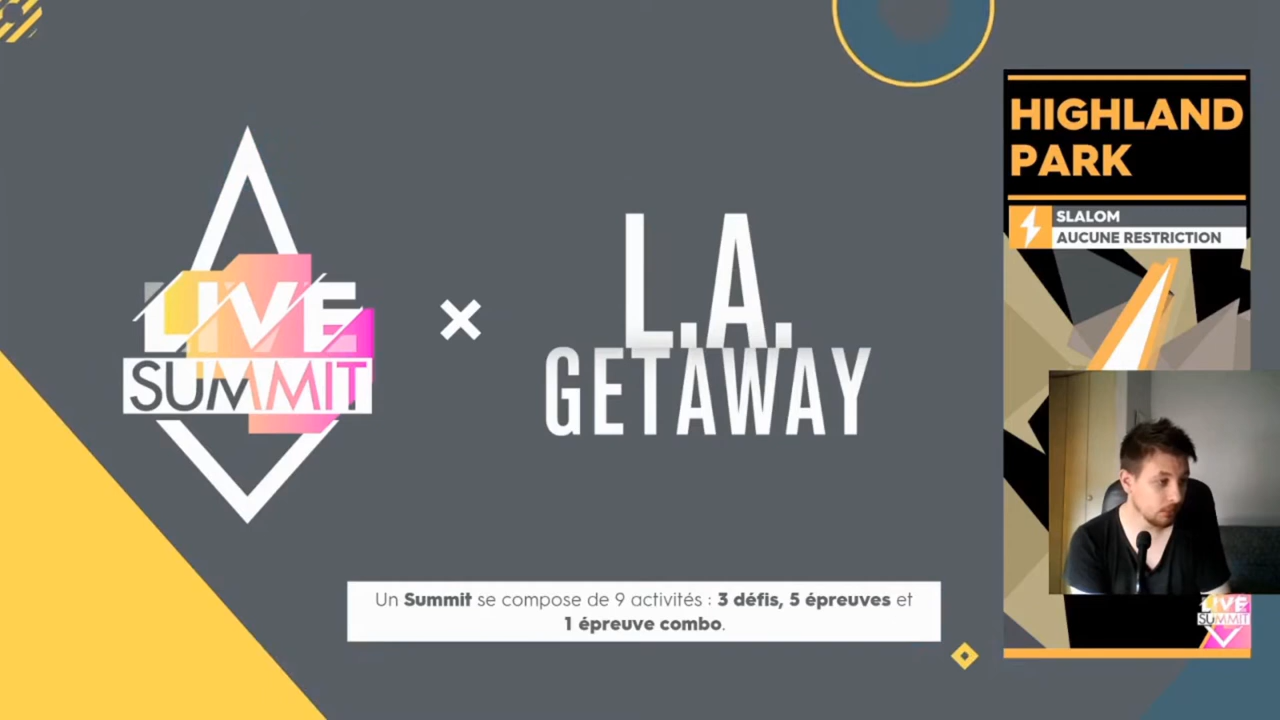 LIVE
SUMMIT
×
L.A.
GETAWAY
Un Summit se compose de 9 activités : 3 défis, 5 épreuves et
1 épreuve combo.
HIGHLAND
PARK
SLALOM
AUCUNE RESTRICTION
LIVE
SUMMIT